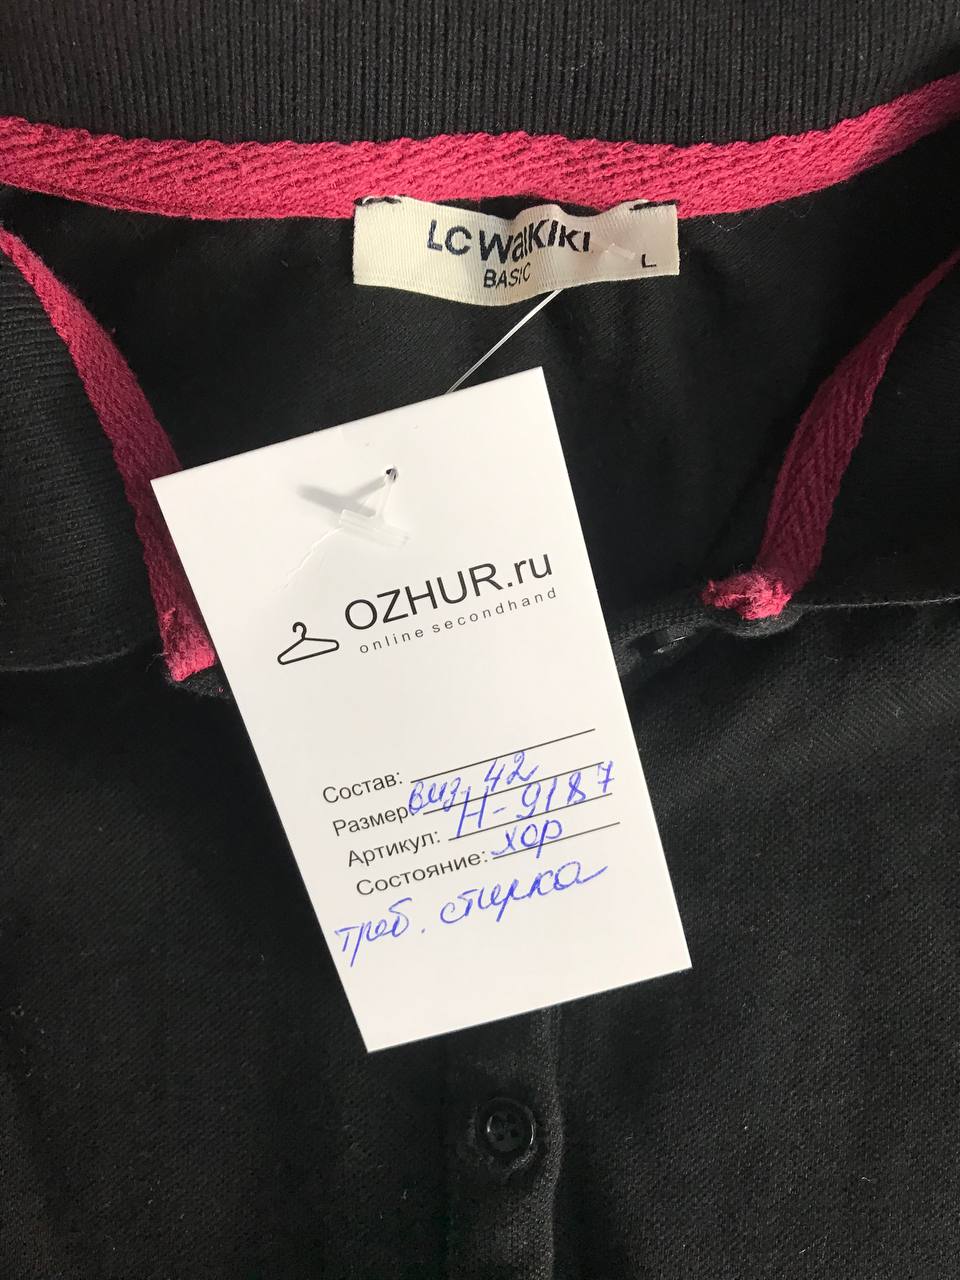 LC WaIKIKI
BASIC
L
OZHUR.ru
online secondhand
Состав:
Размер: виз. 42
Артикул: Н-9187
Состояние: хор
треб. стирка